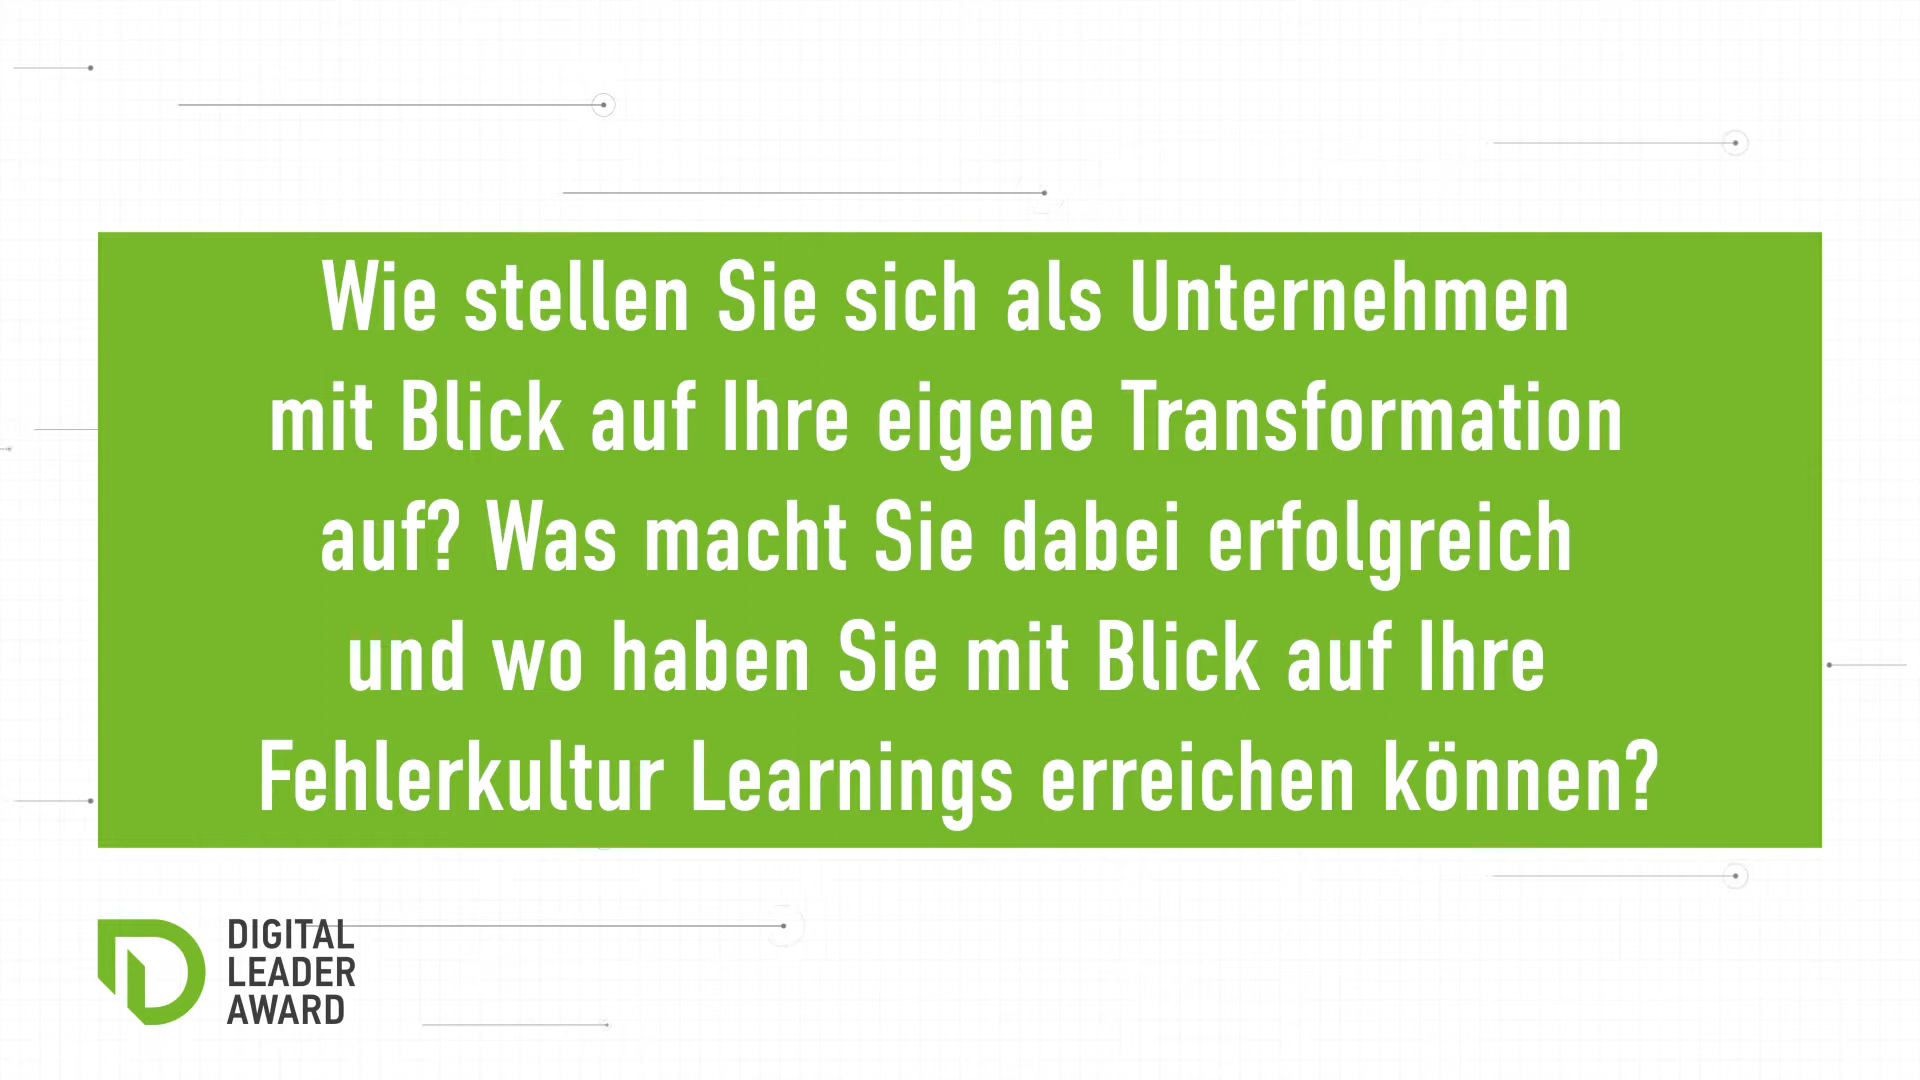 Wie stellen Sie sich als Unternehmen
mit Blick auf Ihre eigene Transformation
auf? Was macht Sie dabei erfolgreich
und wo haben Sie mit Blick auf Ihre
Fehlerkultur Learnings erreichen können?
DIGITAL
LEADER
AWARD